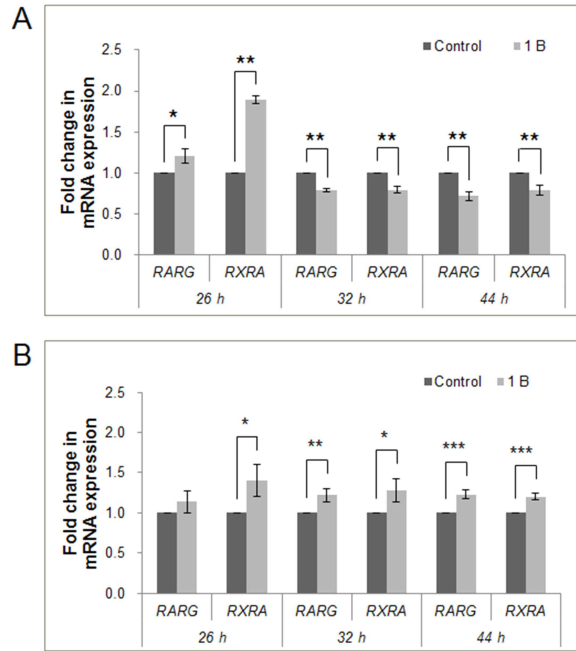 A
Control 1 B
Fold change in
mRNA expression
2.5
2.0
1.5
1.0
0.5
0.0
* ** ** ** ** **
RARG RXRA RARG RXRA RARG RXRA
26 h 32 h 44 h
B
Control 1 B
Fold change in
mRNA expression
2.5
2.0
1.5
1.0
0.5
0.0
* ** * *** ***
RARG RXRA RARG RXRA RARG RXRA
26 h 32 h 44 h